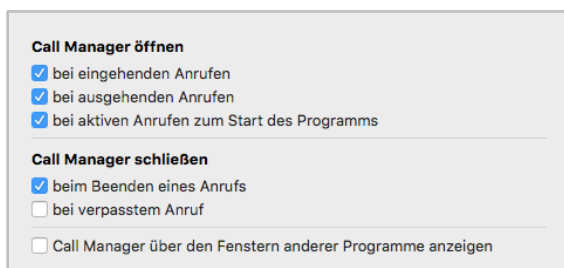 Call Manager öffnen
bei eingehenden Anrufen
bei ausgehenden Anrufen
bei aktiven Anrufen zum Start des Programms
Call Manager schließen
beim Beenden eines Anrufs
bei verpasstem Anruf
Call Manager über den Fenstern anderer Programme anzeigen